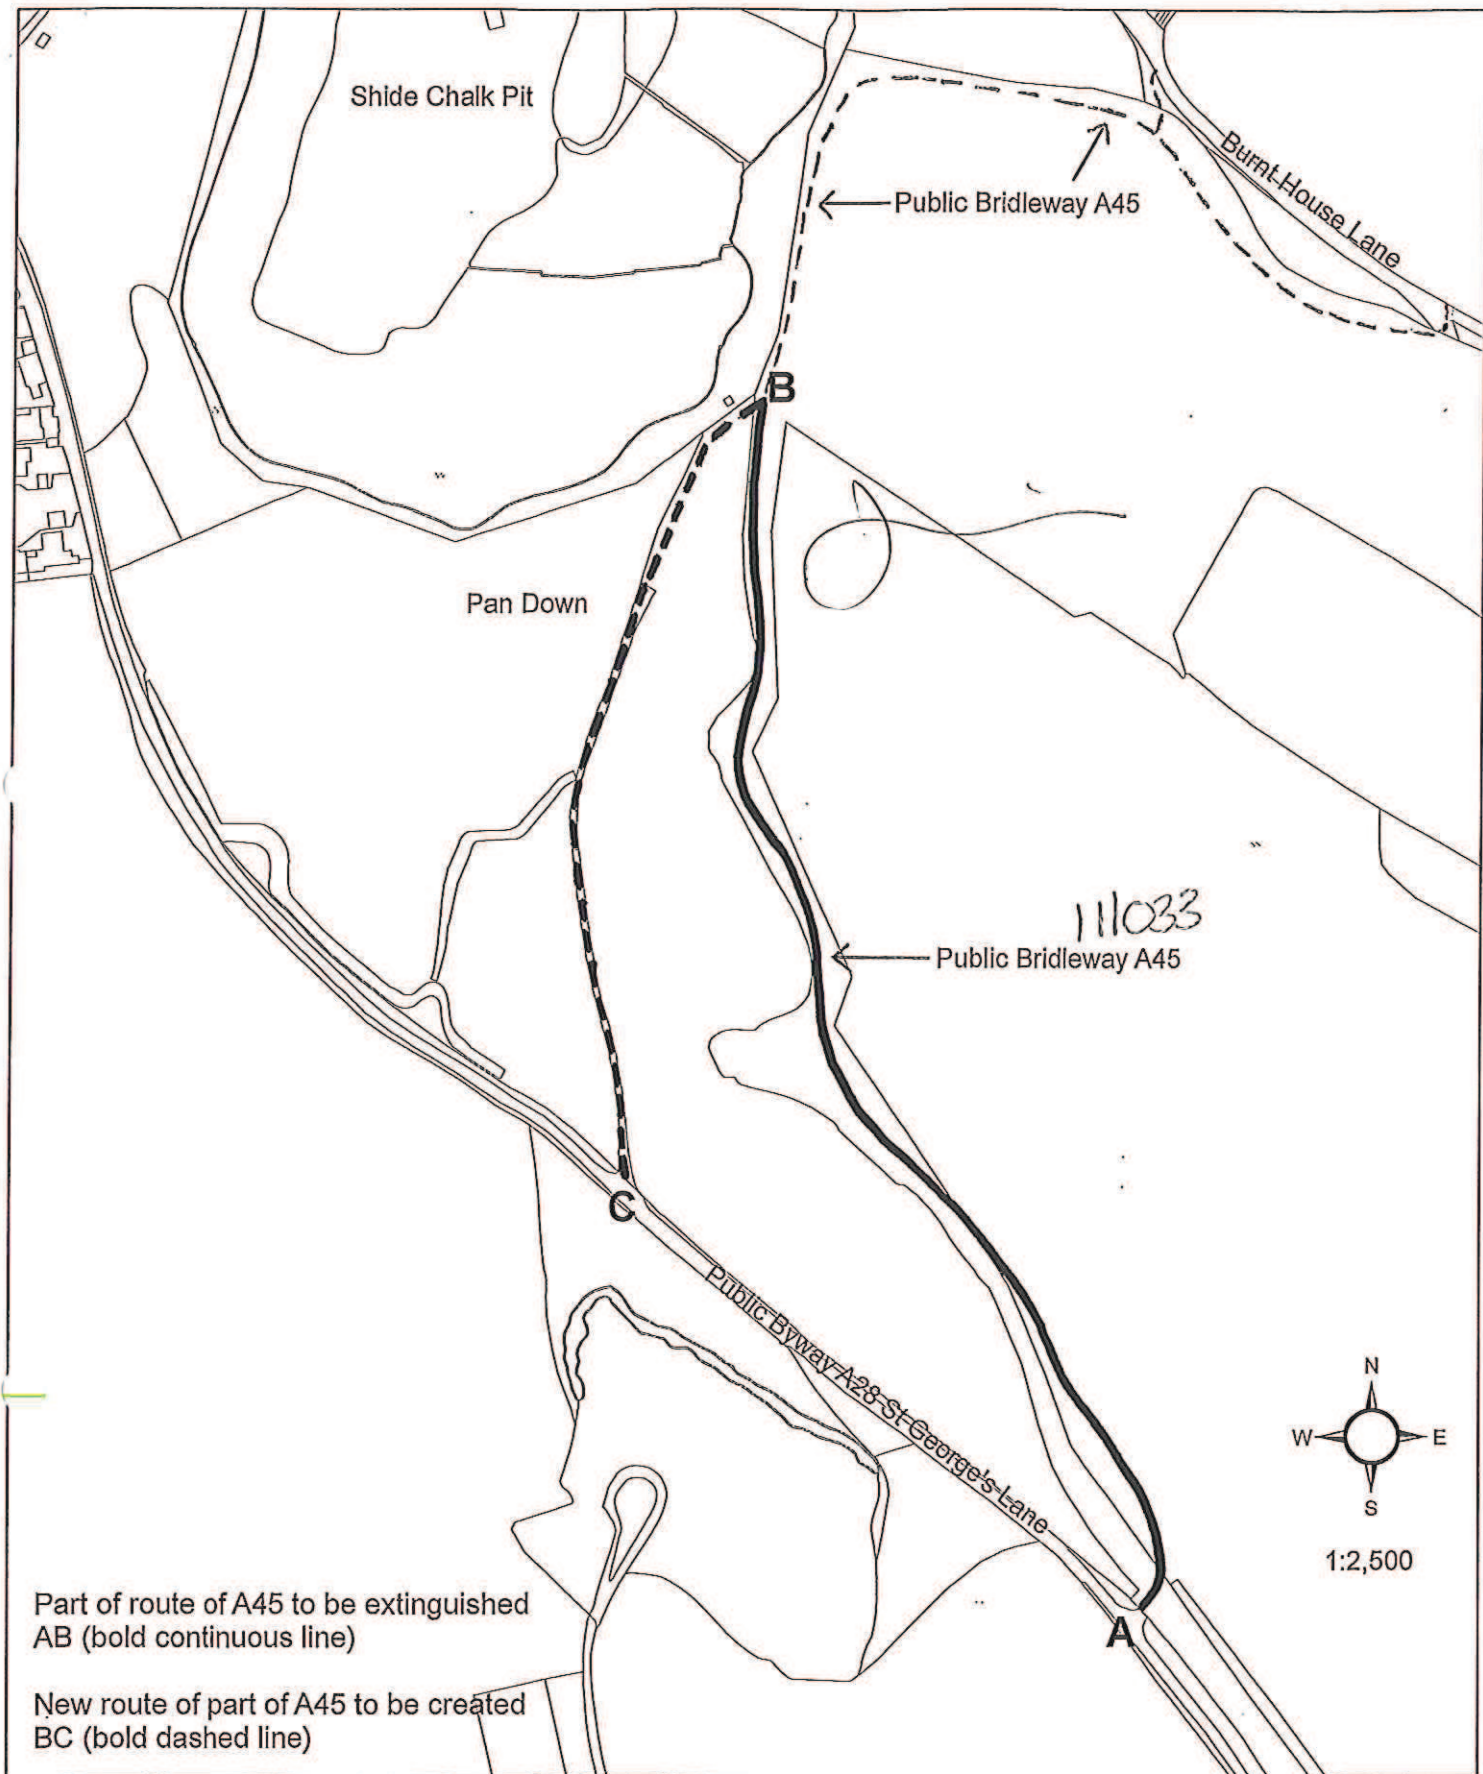 Shide Chalk Pit
Burnt House Lane
Public Bridleway A45
B
Pan Down
111033
Public Bridleway A45
C
Public Byway A28 St George's Lane
N
W E
S
1:2,500
A
Part of route of A45 to be extinguished
AB (bold continuous line)
New route of part of A45 to be created
BC (bold dashed line)